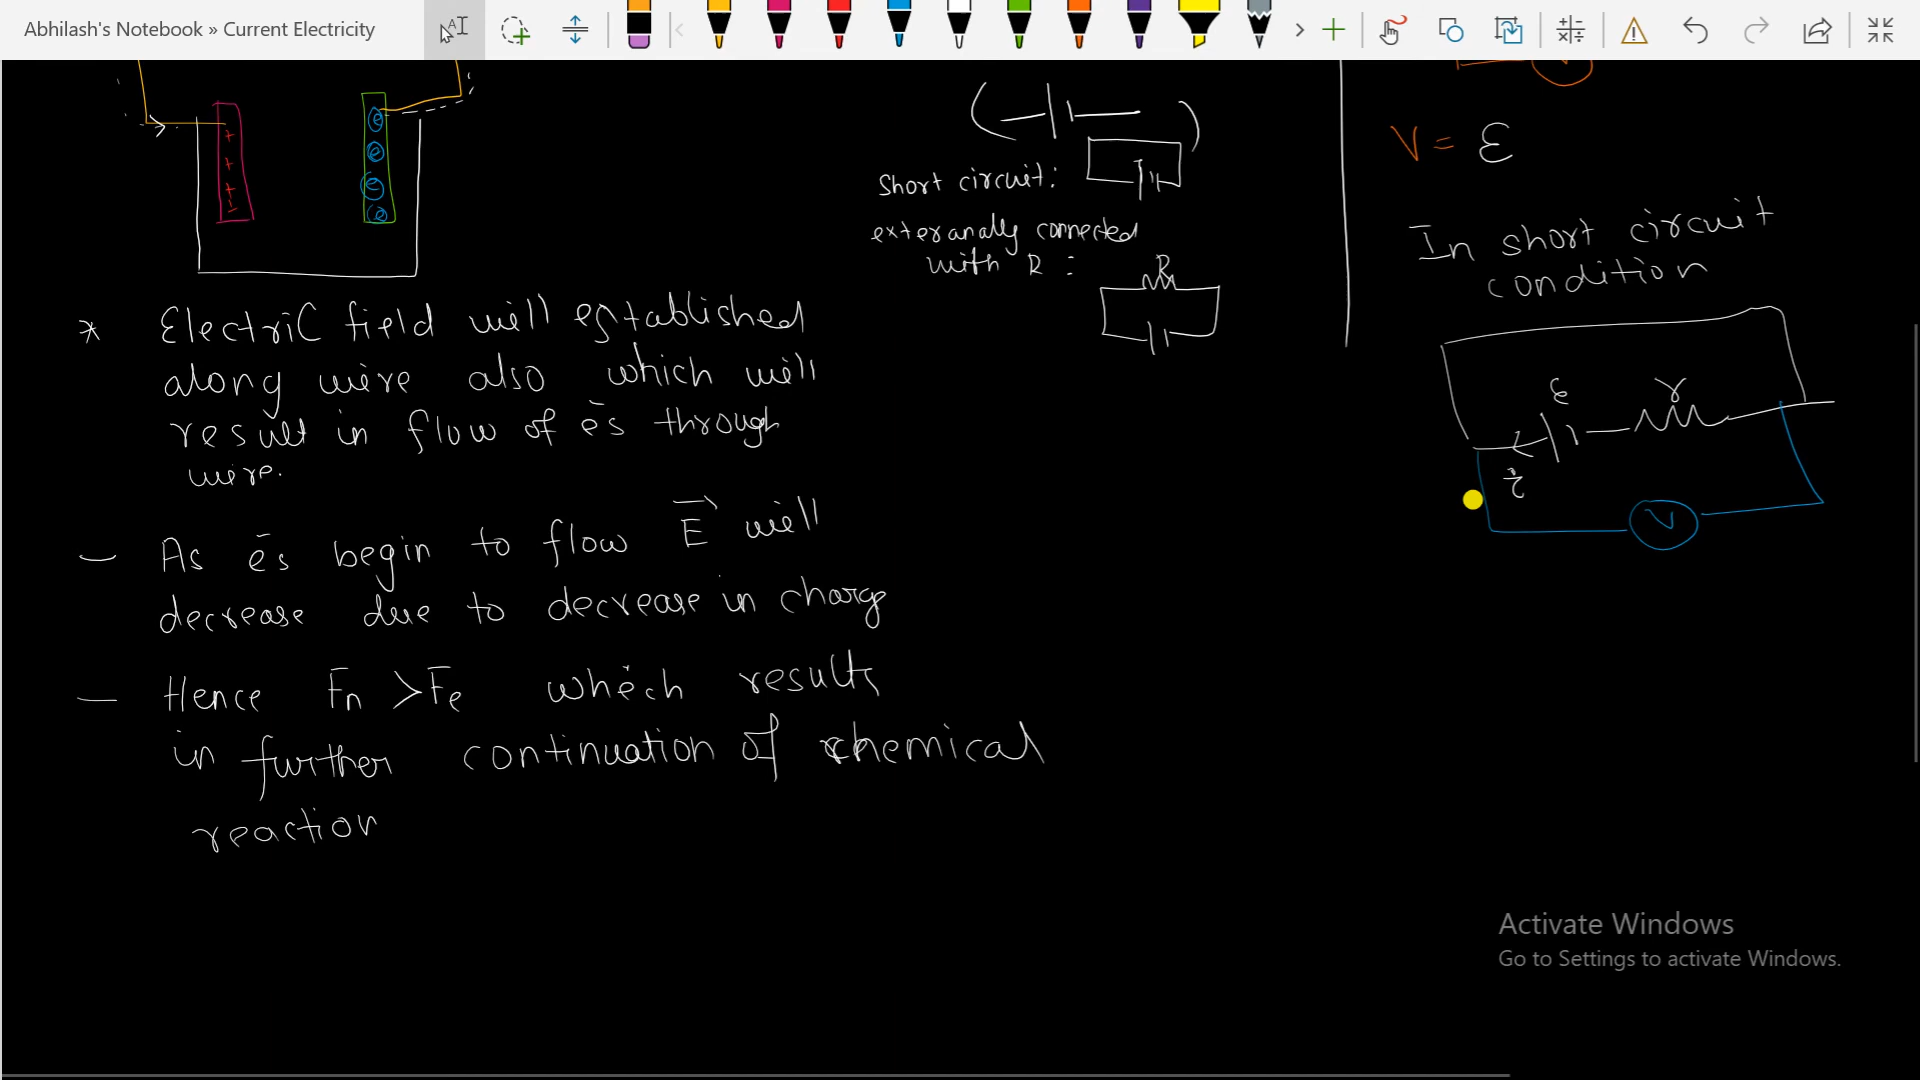 Abhilash's Notebook » Current Electricity
+
+
+
e
e
e
e
Short circuit:
exteranally connected
with R :
R
* Electric field will established
along wire also which will
result in flow of ēs through
wire.
— As ēs begin to flow E⃗ will
decrease due to decrease in charge
— Hence Fn > Fe which results
in further continuation of chemical
reaction
V = ε
In short circuit
condition
ε r
i
V
Activate Windows
Go to Settings to activate Windows.